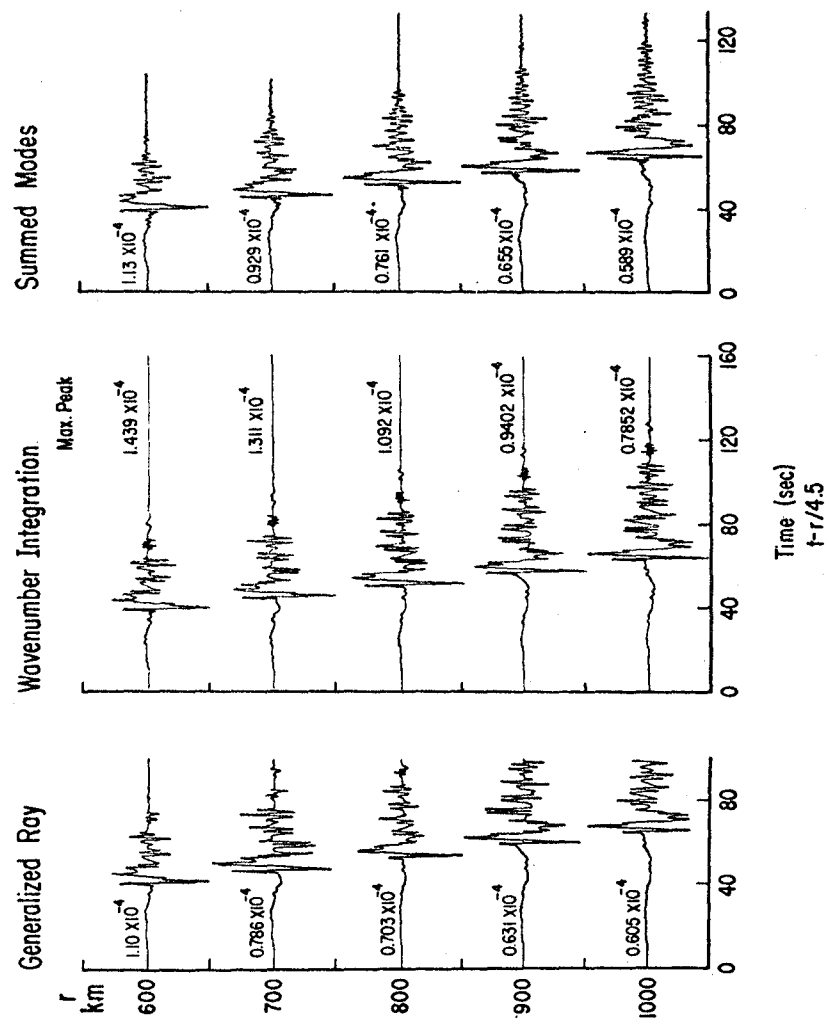 Generalized Ray
Wavenumber Integration
Summed Modes
Max. Peak
r
km
600
1.10 X10⁻⁴
1.439 X10⁻⁴
1.13 X10⁻⁴
700
0.786 X10⁻⁴
1.311 X10⁻⁴
0.929 X10⁻⁴
800
0.703 X10⁻⁴
1.092 X10⁻⁴
0.761 X10⁻⁴
900
0.631 X10⁻⁴
0.9402 X10⁻⁴
0.655 X10⁻⁴
1000
0.605 X10⁻⁴
0.7852 X10⁻⁴
0.589 X10⁻⁴
0 40 80
0 40 80 120 160
0 40 80 120
Time (sec)
t-r/4.5